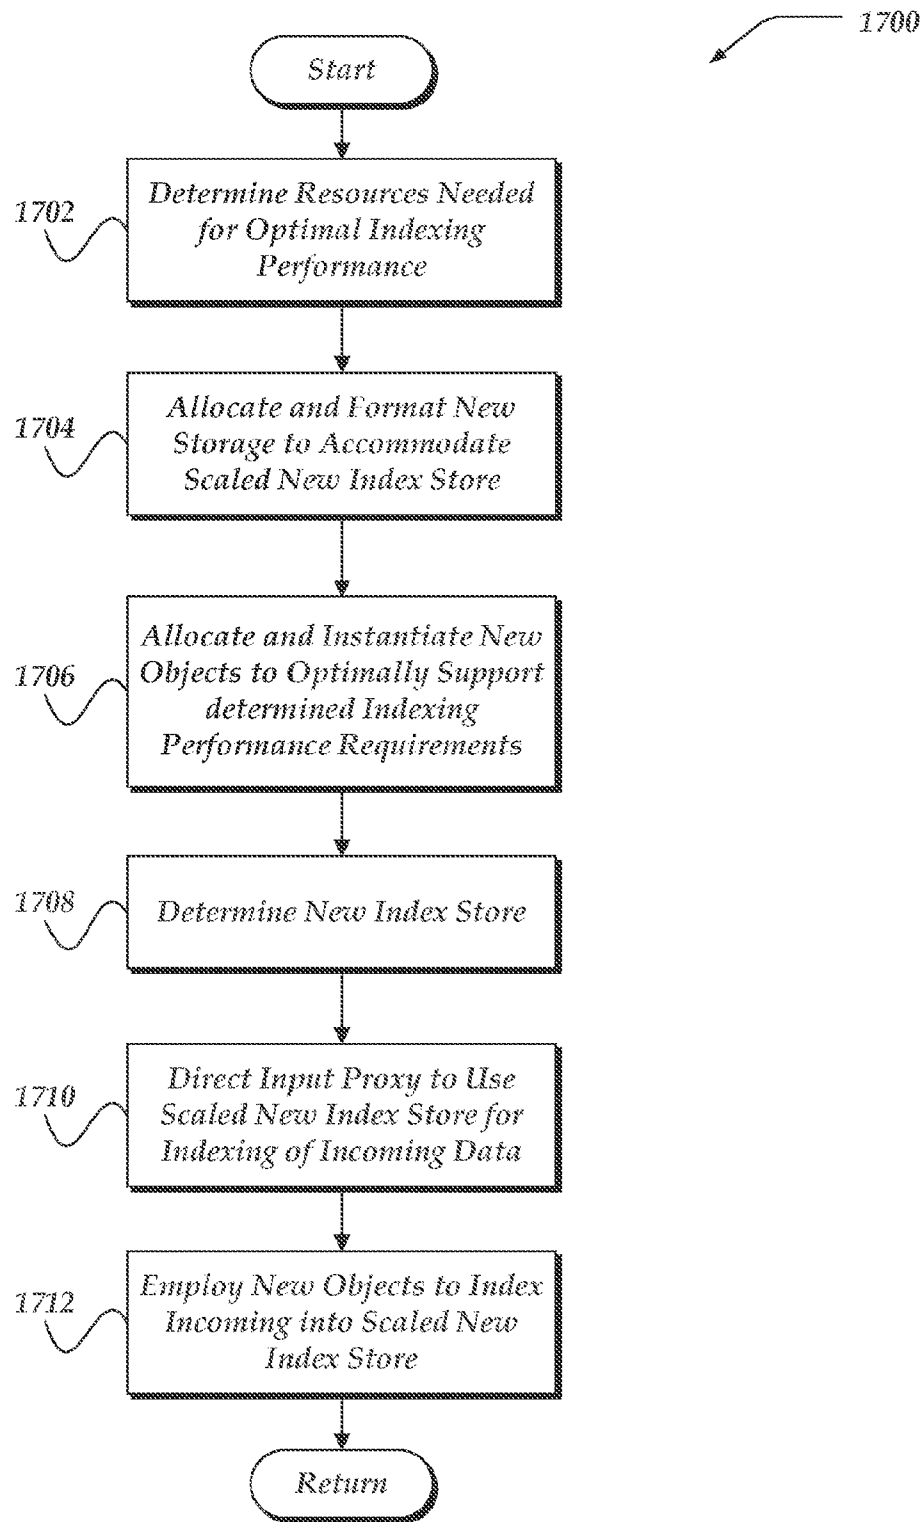 1700
Start
1702
Determine Resources Needed
for Optimal Indexing
Performance
1704
Allocate and Format New
Storage to Accommodate
Scaled New Index Store
1706
Allocate and Instantiate New
Objects to Optimally Support
determined Indexing
Performance Requirements
1708
Determine New Index Store
1710
Direct Input Proxy to Use
Scaled New Index Store for
Indexing of Incoming Data
1712
Employ New Objects to Index
Incoming into Scaled New
Index Store
Return